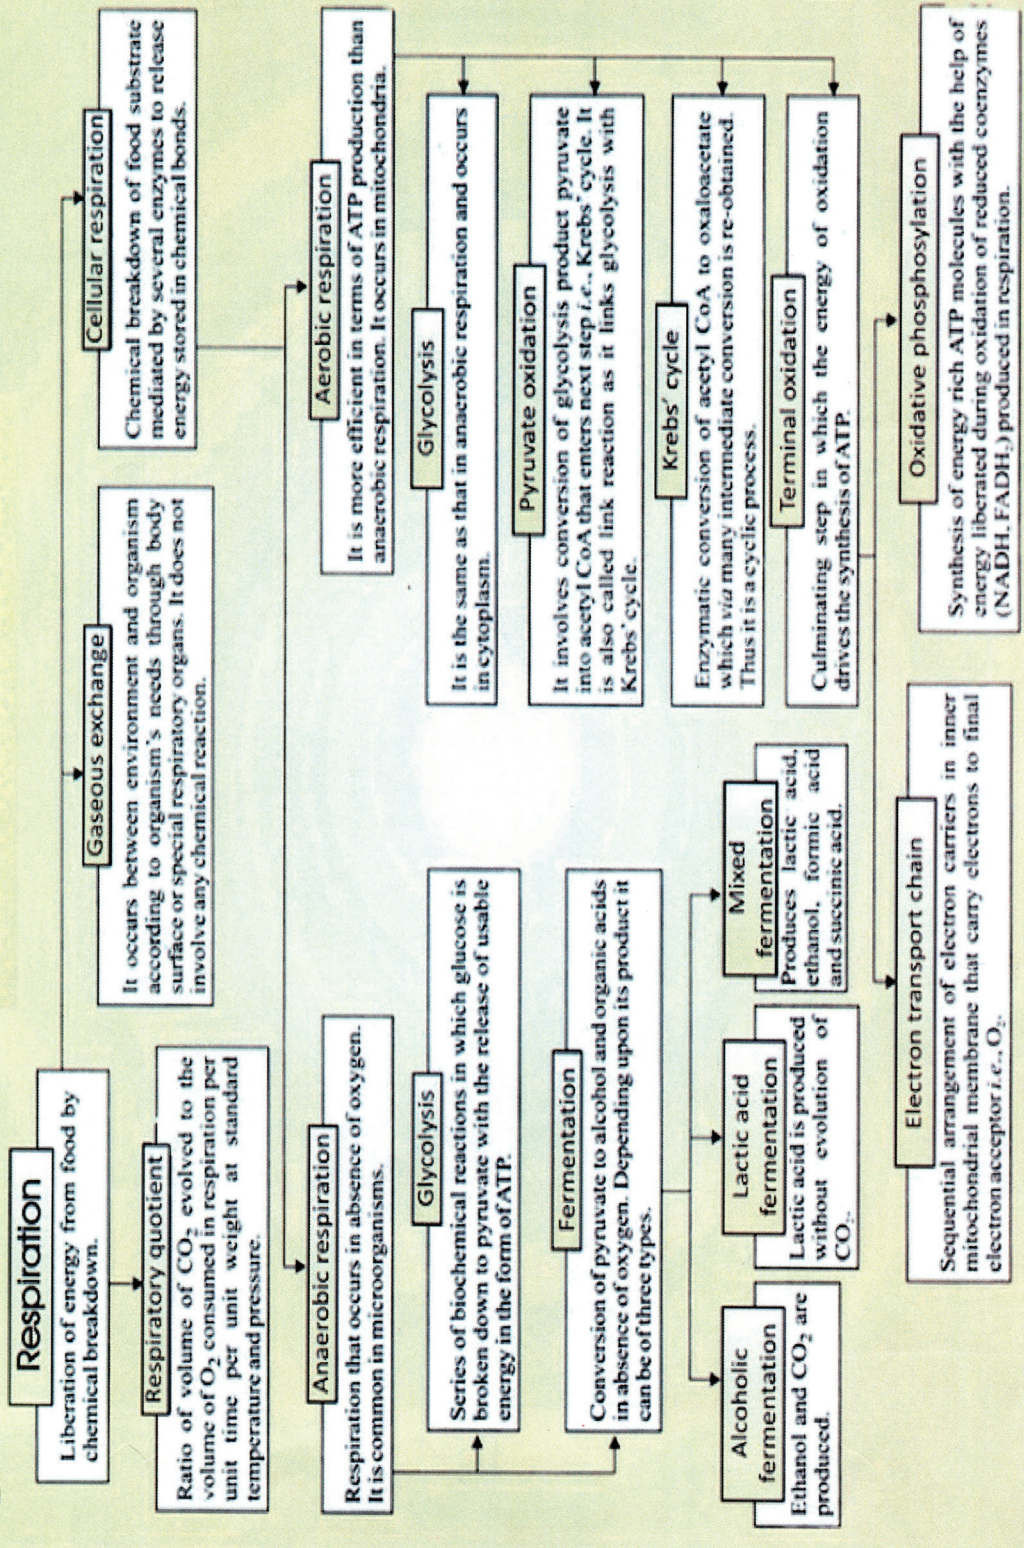 Respiration
Liberation of energy from food by
chemical breakdown.
Respiratory quotient
Ratio of volume of CO₂ evolved to the
volume of O₂ consumed in respiration per
unit time per unit weight at standard
temperature and pressure.
Gaseous exchange
It occurs between environment and organism
according to organism's needs through body
surface or special respiratory organs. It does not
involve any chemical reaction.
Cellular respiration
Chemical breakdown of food substrate
mediated by several enzymes to release
energy stored in chemical bonds.
Anaerobic respiration
Respiration that occurs in absence of oxygen.
It is common in microorganisms.
Glycolysis
Series of biochemical reactions in which glucose is
broken down to pyruvate with the release of usable
energy in the form of ATP.
Fermentation
Conversion of pyruvate to alcohol and organic acids
in absence of oxygen. Depending upon its product it
can be of three types.
Alcoholic
fermentation
Ethanol and CO₂ are
produced.
Lactic acid
fermentation
Lactic acid is produced
without evolution of
CO₂.
Mixed
fermentation
Produces lactic acid,
ethanol, formic acid
and succinic acid.
Aerobic respiration
It is more efficient in terms of ATP production than
anaerobic respiration. It occurs in mitochondria.
Glycolysis
It is the same as that in anaerobic respiration and occurs
in cytoplasm.
Pyruvate oxidation
It involves conversion of glycolysis product pyruvate
into acetyl CoA that enters next step i.e., Krebs' cycle. It
is also called link reaction as it links glycolysis with
Krebs' cycle.
Krebs' cycle
Enzymatic conversion of acetyl CoA to oxaloacetate
which via many intermediate conversion is re-obtained.
Thus it is a cyclic process.
Terminal oxidation
Culminating sep in which the energy of oxidation
drives the synthesis of ATP.
Electron transport chain
Sequential arrangement of electron carriers in inner
mitochondrial membrane that carry electrons to final
electron acceptor i.e., O₂.
Oxidative phosphosylation
Synthesis of energy rich ATP molecules with the help of
energy liberated during oxidation of reduced coenzymes
(NADH, FADH₂) produced in respiration.